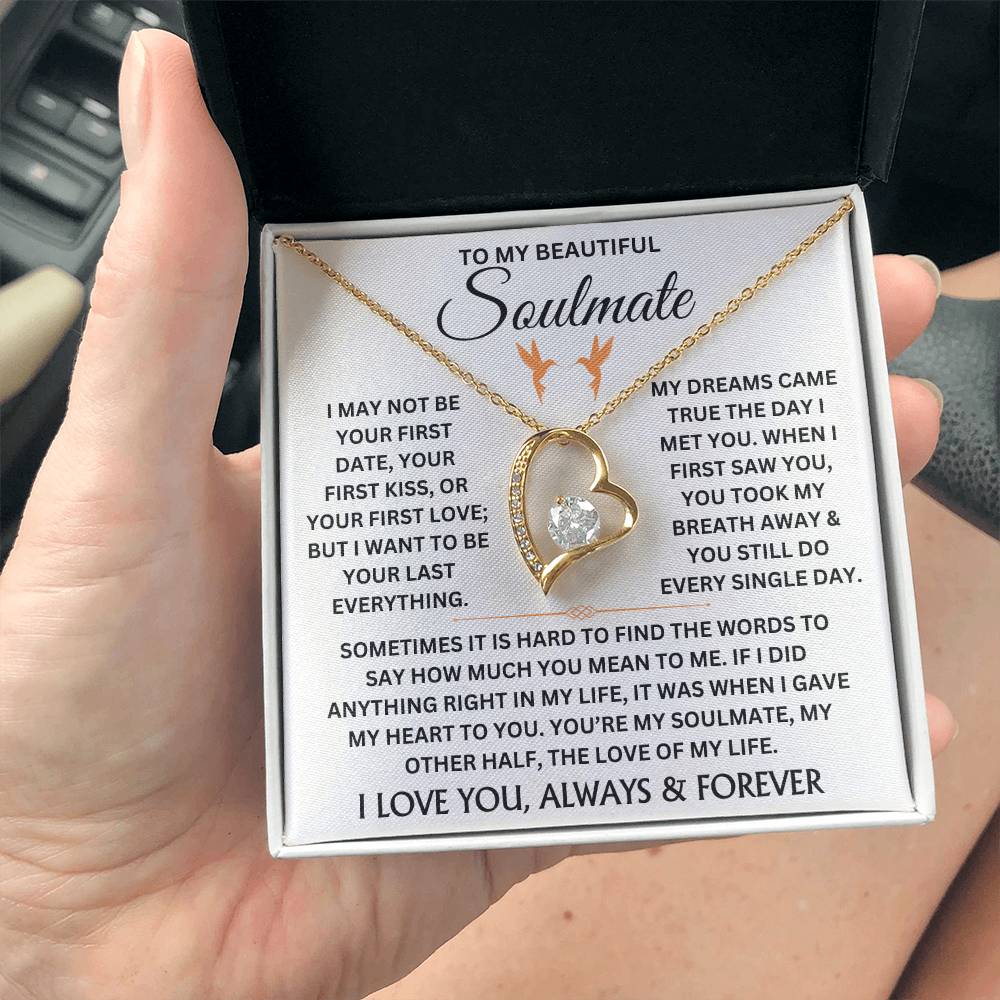 TO MY BEAUTIFUL
Soulmate
I MAY NOT BE
YOUR FIRST
DATE, YOUR
FIRST KISS, OR
YOUR FIRST LOVE;
BUT I WANT TO BE
YOUR LAST
EVERYTHING.
MY DREAMS CAME
TRUE THE DAY I
MET YOU. WHEN I
FIRST SAW YOU,
YOU TOOK MY
BREATH AWAY &
YOU STILL DO
EVERY SINGLE DAY.
SOMETIMES IT IS HARD TO FIND THE WORDS TO
SAY HOW MUCH YOU MEAN TO ME. IF I DID
ANYTHING RIGHT IN MY LIFE, IT WAS WHEN I GAVE
MY HEART TO YOU. YOU’RE MY SOULMATE, MY
OTHER HALF, THE LOVE OF MY LIFE.
I LOVE YOU, ALWAYS & FOREVER